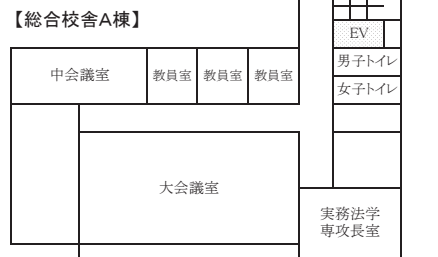 【総合校舎A棟】
EV
男子トイレ
中会議室
教員室
教員室
教員室
女子トイレ
大会議室
実務法学
専攻長室